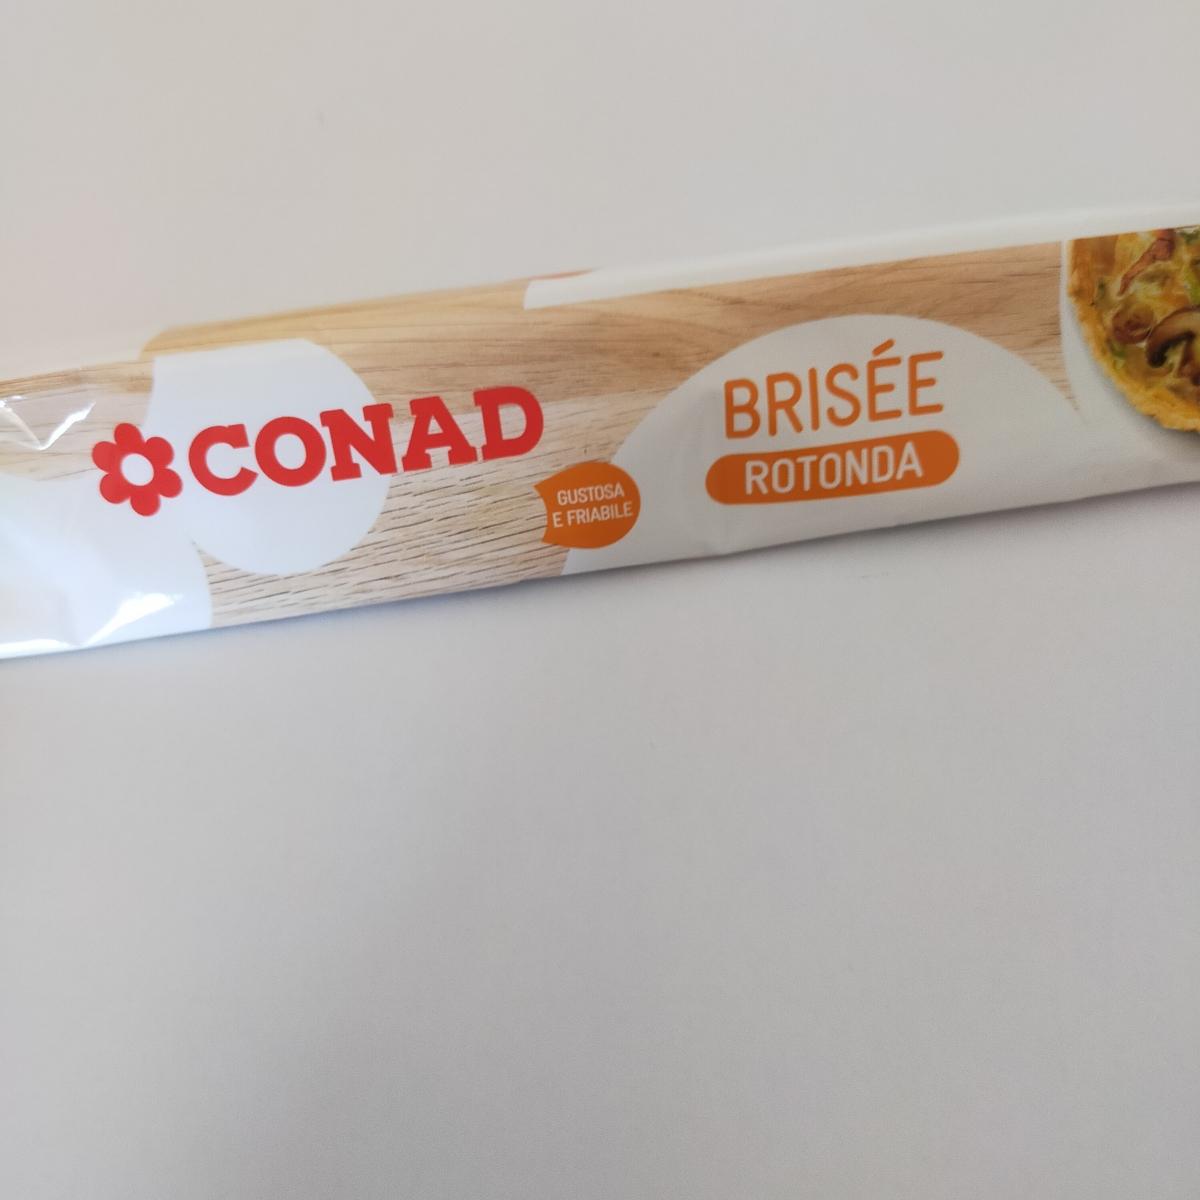 CONAD
GUSTOSA
E FRIABILE
BRISÉE
ROTONDA